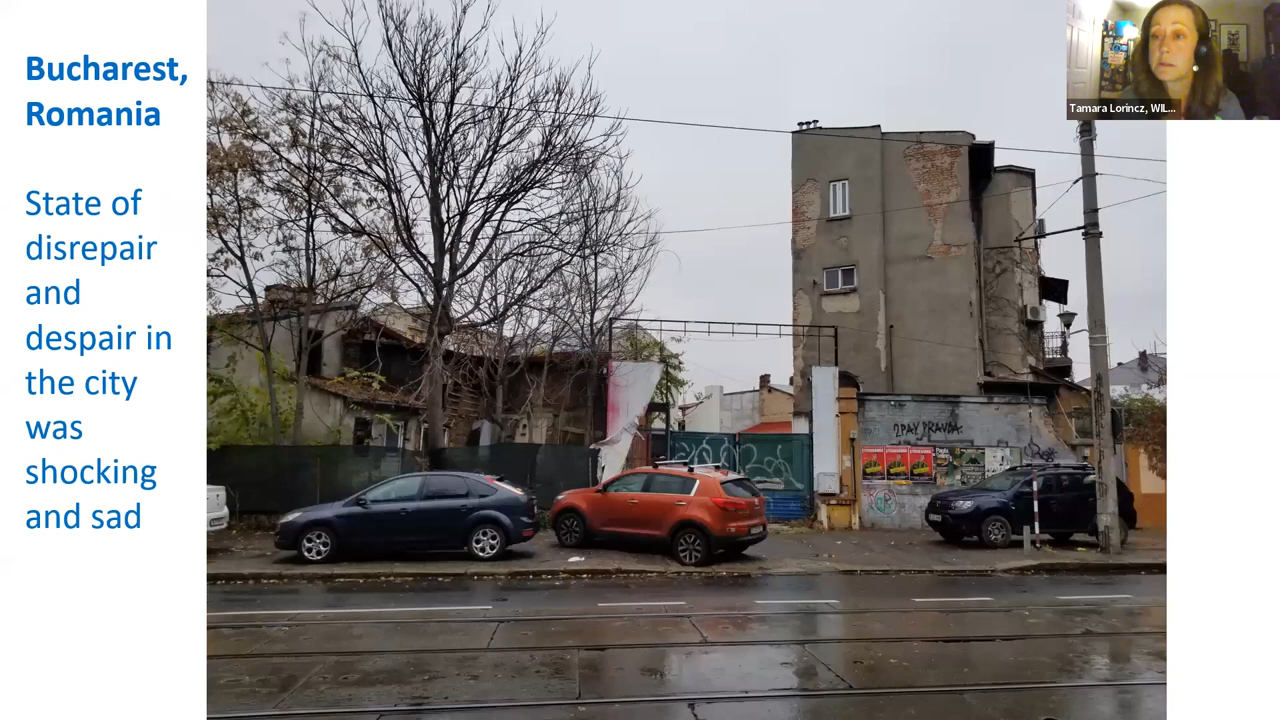 Bucharest,
Romania
State of
disrepair
and
despair in
the city
was
shocking
and sad
Tamara Lorincz, WIL...
2PAY PRAVDA